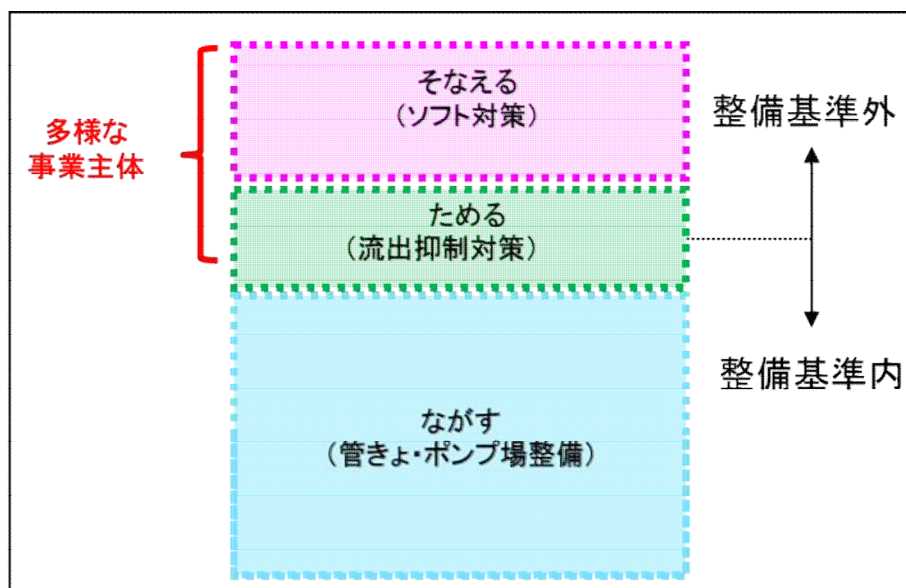 そなえる
(ソフト対策)
整備基準外
多様な
事業主体
ためる
(流出抑制対策)
整備基準内
ながす
(管きょ・ポンプ場整備)